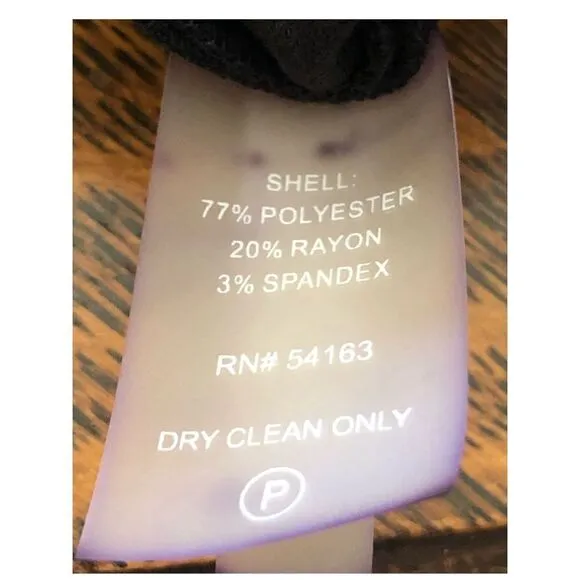 SHELL:
77% POLYESTER
20% RAYON
3% SPANDEX
RN# 54163
DRY CLEAN ONLY
P